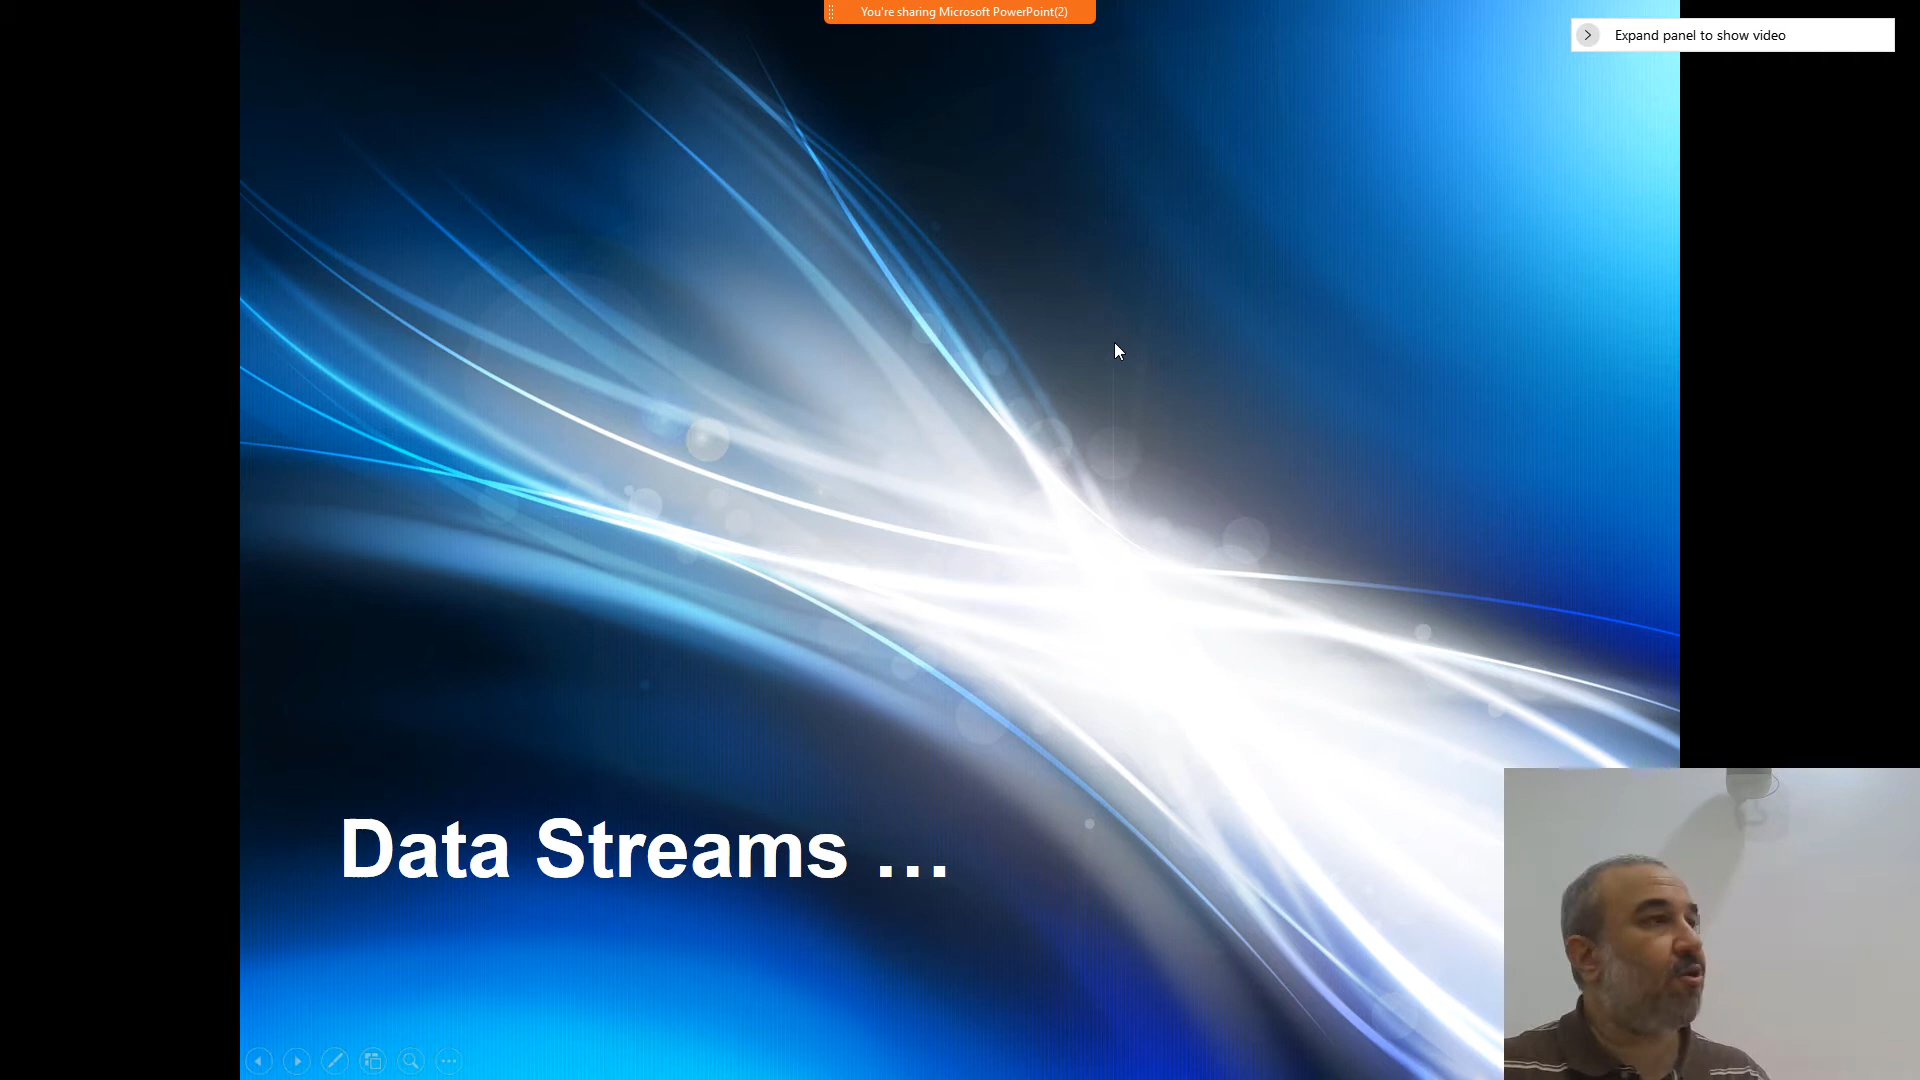 You're sharing Microsoft PowerPoint(2)
Expand panel to show video
Data Streams ...